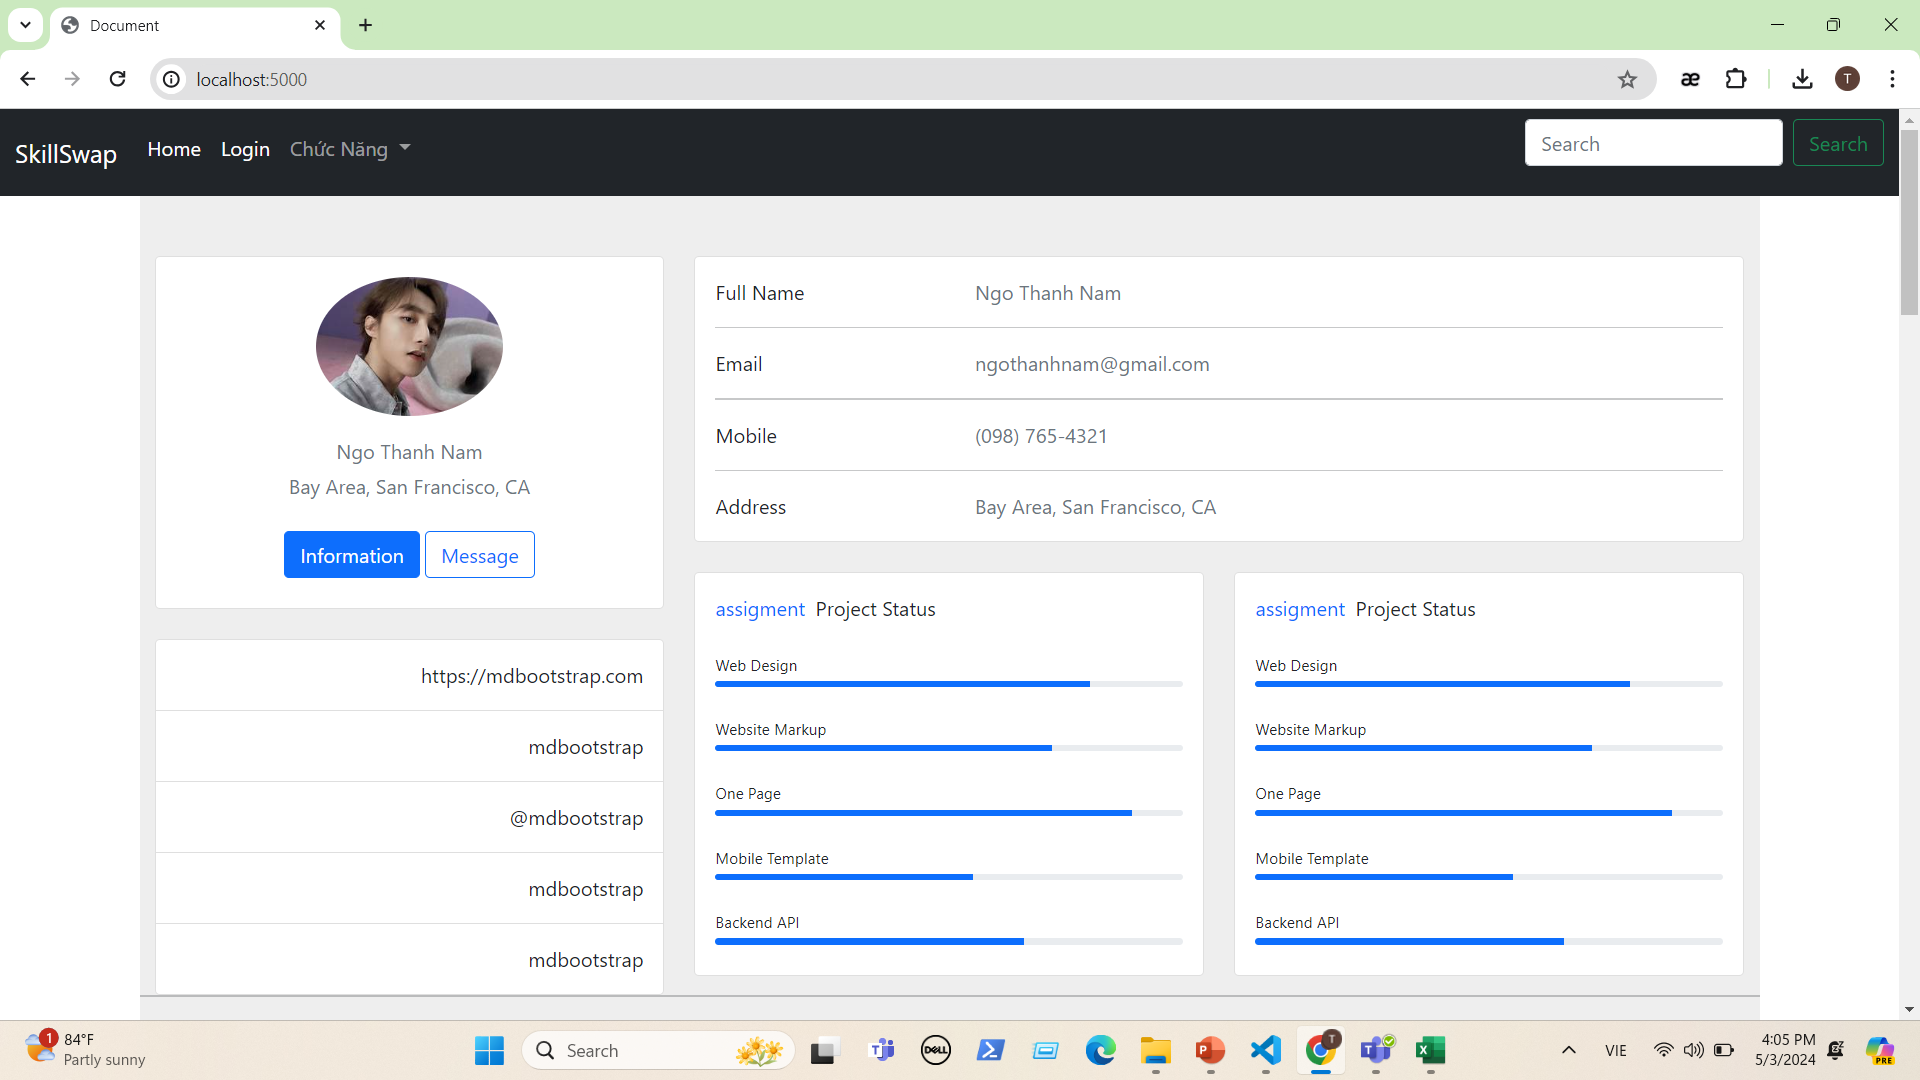 Document
localhost:5000
T
SkillSwap Home Login Chức Năng Search Search
Ngo Thanh Nam
Bay Area, San Francisco, CA
Information Message
https://mdbootstrap.com
mdbootstrap
@mdbootstrap
mdbootstrap
mdbootstrap
Full Name Ngo Thanh Nam
Email ngothanhnam@gmail.com
Mobile (098) 765-4321
Address Bay Area, San Francisco, CA
assigment Project Status
Web Design
Website Markup
One Page
Mobile Template
Backend API
assigment Project Status
Web Design
Website Markup
One Page
Mobile Template
Backend API
1
84°F
Partly sunny
Search
DELL
VIE
4:05 PM
5/3/2024
PRE